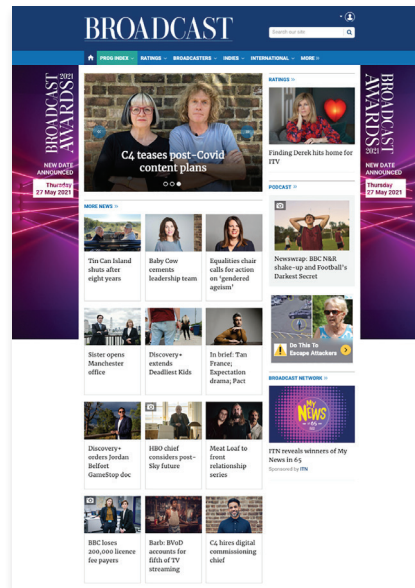 BROADCAST
Search our site
PROG INDEX
RATINGS
BROADCASTERS
INDIES
INTERNATIONAL
MORE »
BROADCAST
AWARDS
2021
NEW DATE
ANNOUNCED
Thursday
27 May 2021
C4 teases post-Covid
content plans
RATINGS »
Finding Derek hits home for
ITV
BROADCAST
AWARDS
2021
NEW DATE
ANNOUNCED
Thursday
27 May 2021
PODCAST »
Newswrap: BBC N&R
shake-up and Football's
Darkest Secret
MORE NEWS »
Tin Can Island
shuts after
eight years
Baby Cow
cements
leadership team
Equalities chair
calls for action
on ‘gendered
ageism’
Do This To
Escape Attackers
Sister opens
Manchester
office
Discovery+
extends
Deadliest Kids
In brief: Tan
France;
Expectation
drama; Pact
BROADCAST NETWORK »
My
NEWS
in 65
ITN reveals winners of My
News in 65
Sponsored by ITN
Discovery+
orders Jordan
Belfort
GameStop doc
HBO chief
considers post-
Sky future
Meat Loaf to
front
relationship
series
BBC loses
200,000 licence
fee payers
Barb: BVoD
accounts for
fifth of TV
streaming
C4 hires digital
commissioning
chief